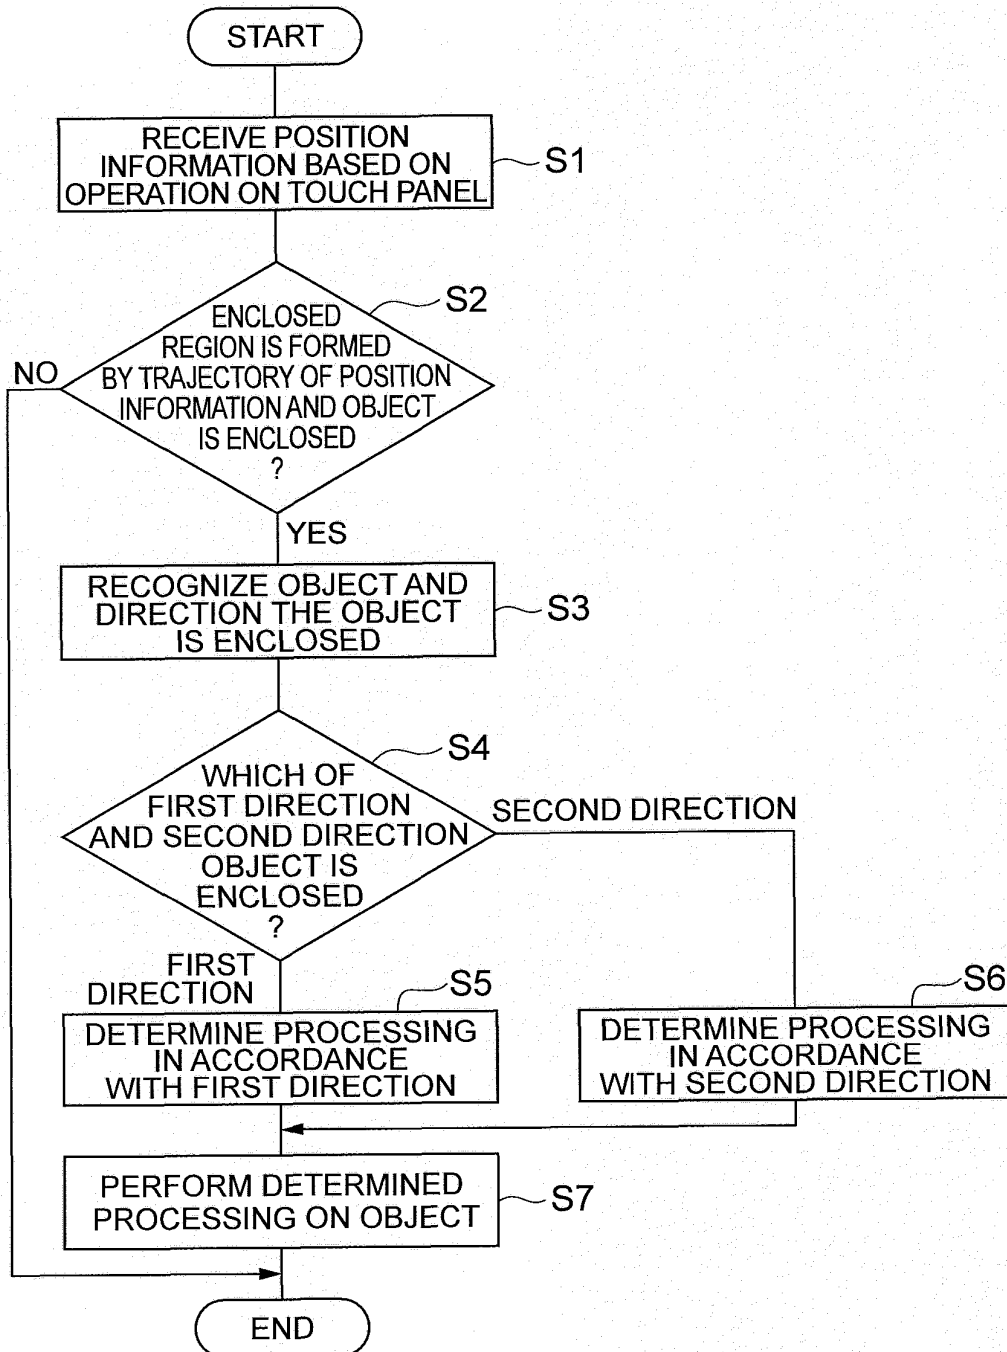 START
RECEIVE POSITION
INFORMATION BASED ON
OPERATION ON TOUCH PANEL
S1
S2
ENCLOSED
REGION IS FORMED
BY TRAJECTORY OF POSITION
INFORMATION AND OBJECT
IS ENCLOSED
?
NO
YES
RECOGNIZE OBJECT AND
DIRECTION THE OBJECT
IS ENCLOSED
S3
S4
WHICH OF
FIRST DIRECTION
AND SECOND DIRECTION
OBJECT IS
ENCLOSED
?
SECOND DIRECTION
FIRST
DIRECTION
S5
DETERMINE PROCESSING
IN ACCORDANCE
WITH FIRST DIRECTION
S6
DETERMINE PROCESSING
IN ACCORDANCE
WITH SECOND DIRECTION
PERFORM DETERMINED
PROCESSING ON OBJECT
S7
END